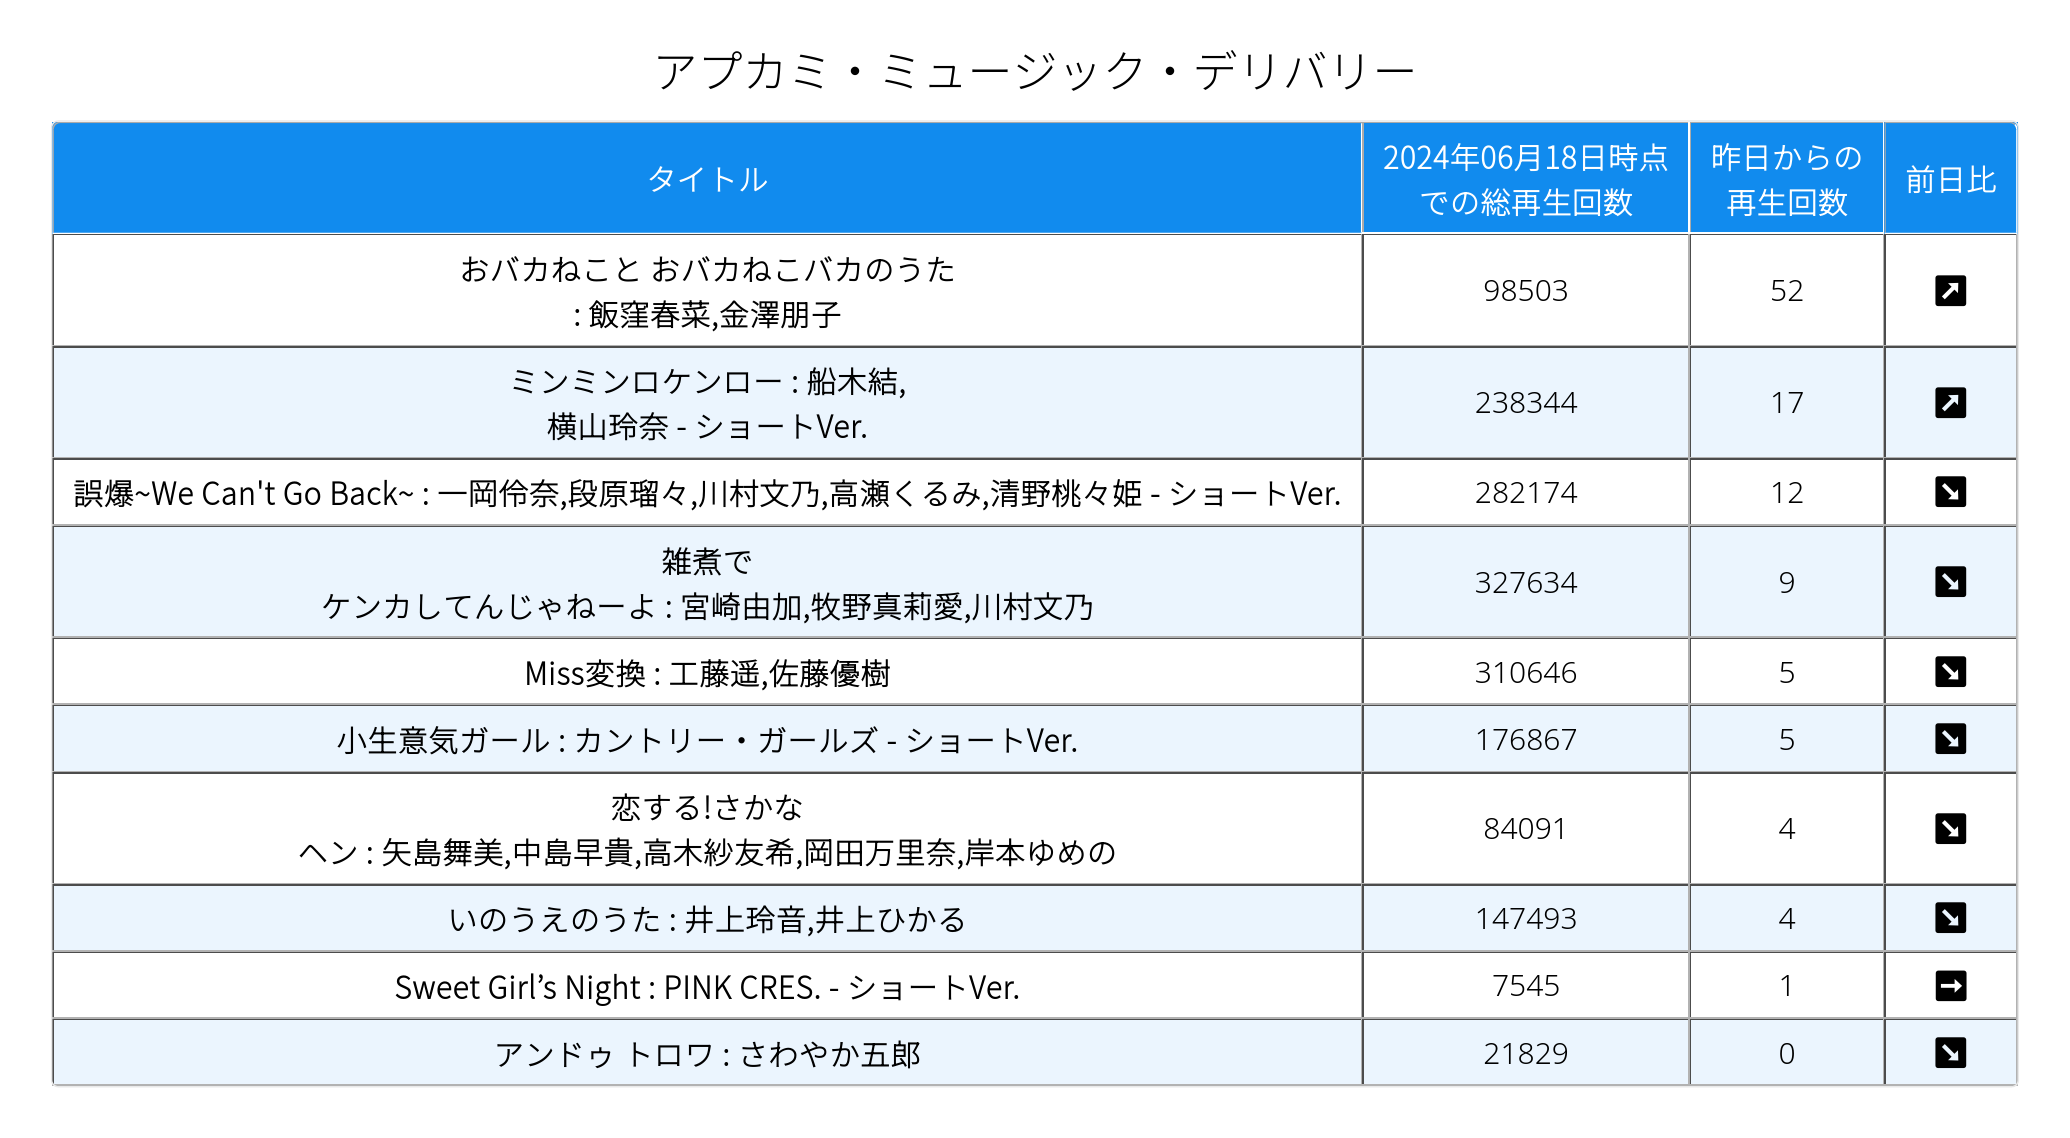 アプカミ・ミュージック・デリバリー
タイトル
2024年06月18日時点
での総再生回数
昨日からの
再生回数
前日比
おバカねこと おバカねこバカのうた
: 飯窪春菜,金澤朋子
98503
52
ミンミンロケンロー : 船木結,
横山玲奈 - ショートVer.
238344
17
誤爆~We Can't Go Back~ : 一岡伶奈,段原瑠々,川村文乃,高瀬くるみ,清野桃々姫 - ショートVer.
282174
12
雑煮で
ケンカしてんじゃねーよ : 宮崎由加,牧野真莉愛,川村文乃
327634
9
Miss変換 : 工藤遥,佐藤優樹
310646
5
小生意気ガール : カントリー・ガールズ - ショートVer.
176867
5
恋する!さかな
ヘン : 矢島舞美,中島早貴,高木紗友希,岡田万里奈,岸本ゆめの
84091
4
いのうえのうた : 井上玲音,井上ひかる
147493
4
Sweet Girl’s Night : PINK CRES. - ショートVer.
7545
1
アンドゥ トロワ : さわやか五郎
21829
0